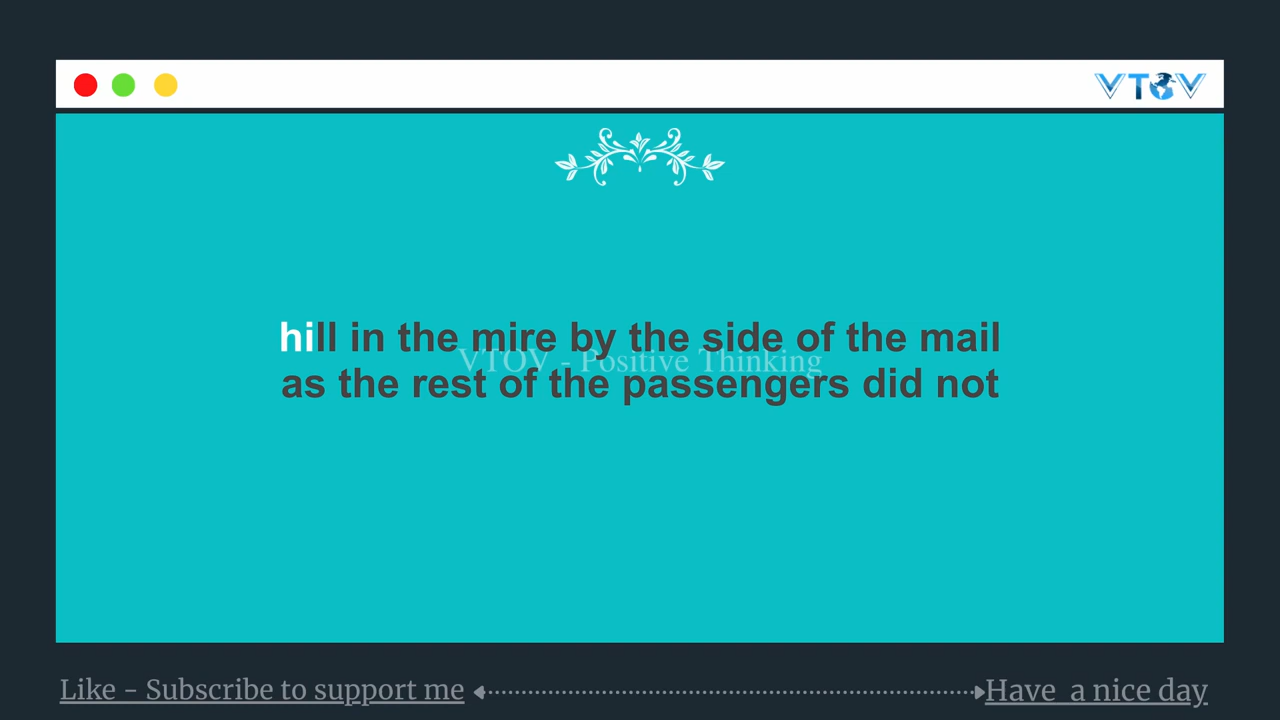 VTOV
hill in the mire by the side of the mail
VTOV - Positive Thinking
as the rest of the passengers did not
Like - Subscribe to support me
Have a nice day